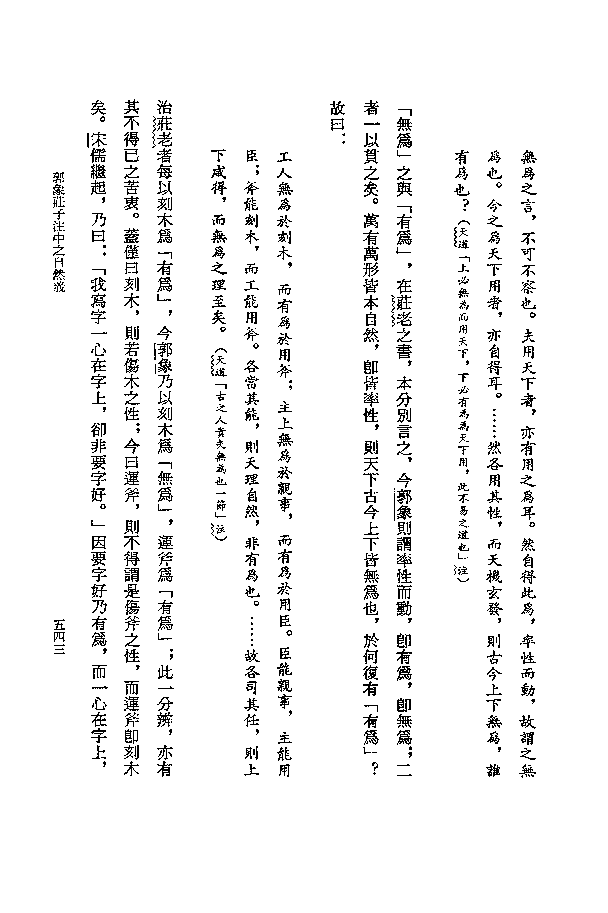 無爲之言，不可不察也。夫用天下者，亦有用之爲耳。然自得此爲，率性而動，故謂之無
爲也。今之爲天下用者，亦自得耳。……然各用其性，而天機玄發，則古今上下無爲，誰
有爲也？（天道「上必無爲而用天下，下必有爲爲天下用，此不易之道也」注）
「無爲」之與「有爲」，在莊老之書，本分別言之，今郭象則謂率性而動，卽有爲，卽無爲；二
者一以貫之矣。萬有萬形皆本自然，卽皆率性，則天下古今上下皆無爲也，於何復有「有爲」？
故曰：
工人無爲於刻木，而有爲於用斧；主上無爲於親事，而有爲於用臣。臣能親事，主能用
臣；斧能刻木，而工能用斧。各當其能，則天理自然，非有爲也。……故各司其任，則上
下咸得，而無爲之理至矣。（天道「古之人貴夫無爲也一節」注）
治莊老者每以刻木爲「有爲」，今郭象乃以刻木爲「無爲」，運斧爲「有爲」；此一分辨，亦有
其不得已之苦衷。蓋僅曰刻木，則若傷木之性；今曰運斧，則不得謂是傷斧之性，而運斧卽刻木
矣。宋儒繼起，乃曰：「我寫字一心在字上，卻非要字好。」因要字好乃有爲，而一心在字上，
郭象莊子注中之自然義
五四三